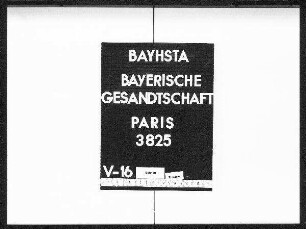 BAYHSTA
BAYERISCHE
GESANDTSCHAFT
PARIS
3825
V-16